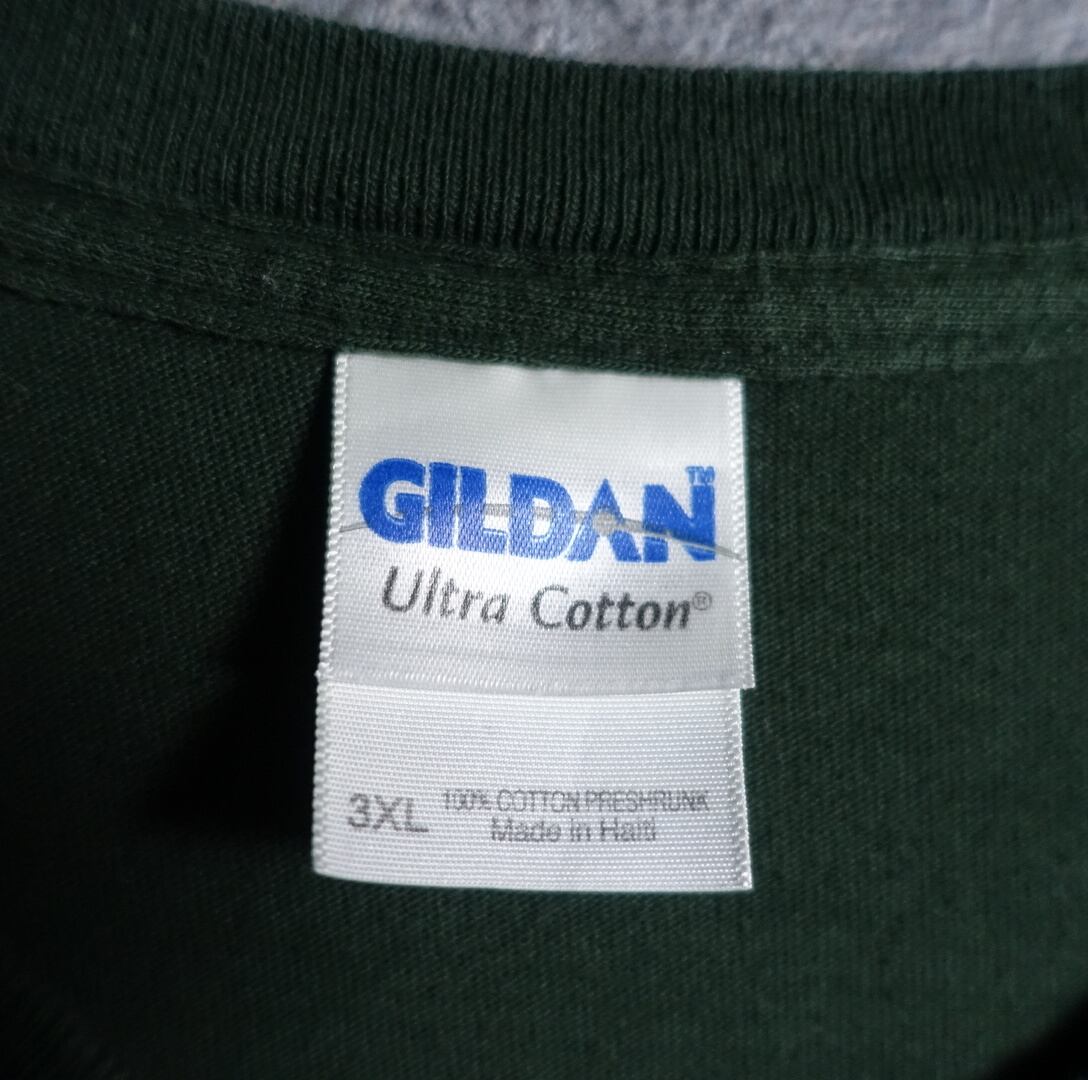 GILDAN™
Ultra Cotton®
3XL 100% COTTON PRESHRUNK
Made in Haiti